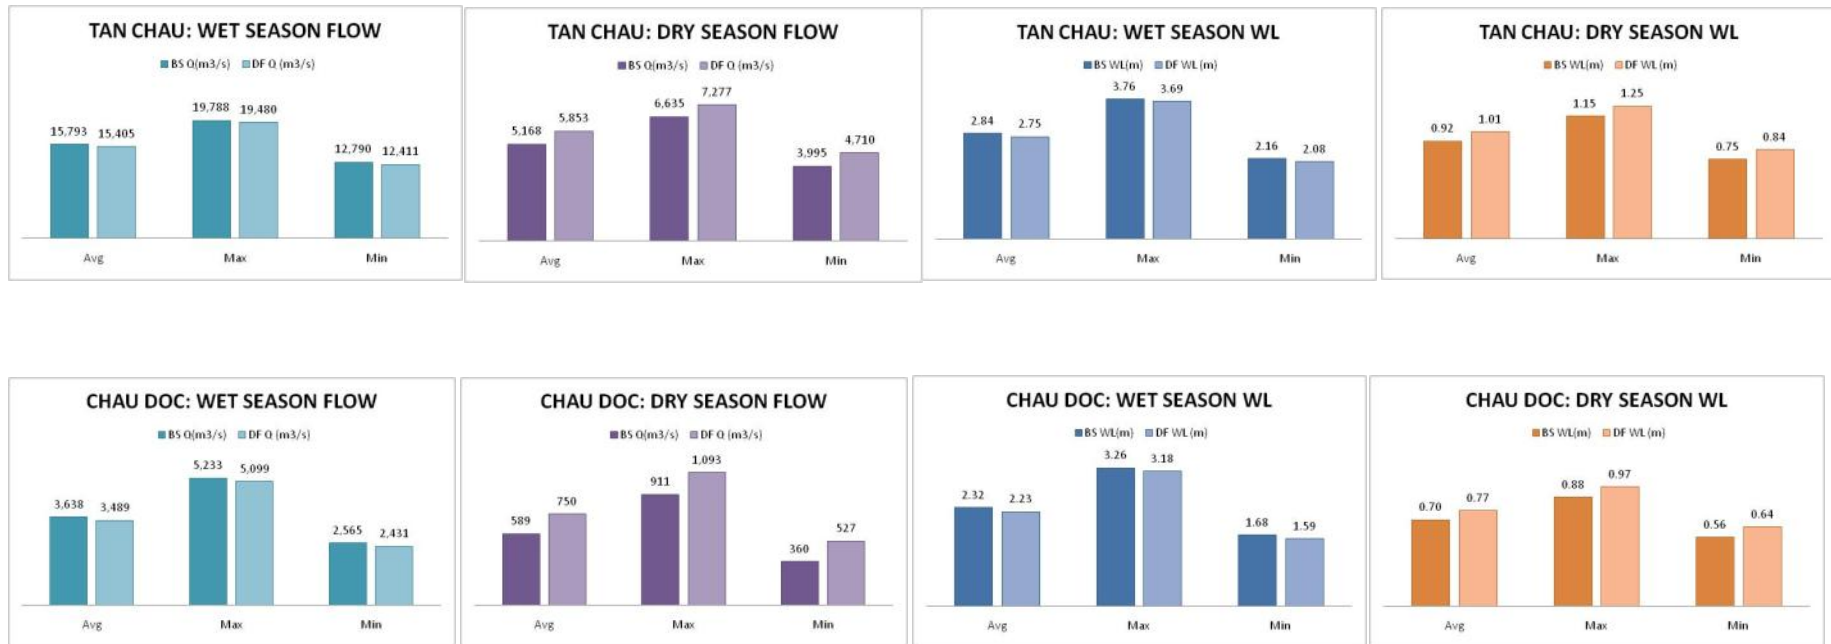 TAN CHAU: WET SEASON FLOW
BS Q(m3/s) DF Q (m3/s)
19,788 19,480
15,793 15,405
12,790 12,411
Avg Max Min
TAN CHAU: DRY SEASON FLOW
BS Q(m3/s) DF Q (m3/s)
7,277
6,635
5,853
5,168
4,710
3,995
Avg Max Min
TAN CHAU: WET SEASON WL
BS WL(m) DF WL (m)
3.76 3.69
2.84 2.75
2.16 2.08
Avg Max Min
TAN CHAU: DRY SEASON WL
BS WL(m) DF WL (m)
1.25
1.15
1.01
0.92
0.84
0.75
Avg Max Min
CHAU DOC: WET SEASON FLOW
BS Q(m3/s) DF Q (m3/s)
5,233 5,099
3,638 3,489
2,565 2,431
Avg Max Min
CHAU DOC: DRY SEASON FLOW
BS Q(m3/s) DF Q (m3/s)
1,093
911
750
589
527
360
Avg Max Min
CHAU DOC: WET SEASON WL
BS WL(m) DF WL (m)
3.26 3.18
2.32 2.23
1.68 1.59
Avg Max Min
CHAU DOC: DRY SEASON WL
BS WL(m) DF WL (m)
0.97
0.88
0.77
0.70
0.64
0.56
Avg Max Min